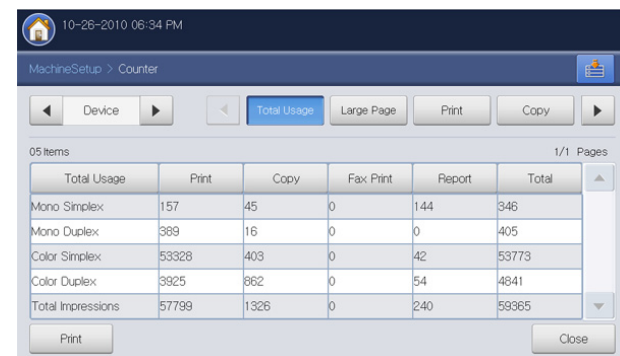 10-26-2010 06:34 PM
MachineSetup > Counter
Device Total Usage Large Page Print Copy
05 Items 1/1 Pages
Total Usage Print Copy Fax Print Report Total
Mono Simplex 157 45 0 144 346
Mono Duplex 389 16 0 0 405
Color Simplex 53328 403 0 42 53773
Color Duplex 3925 862 0 54 4841
Total Impressions 57799 1326 0 240 59365
Print Close